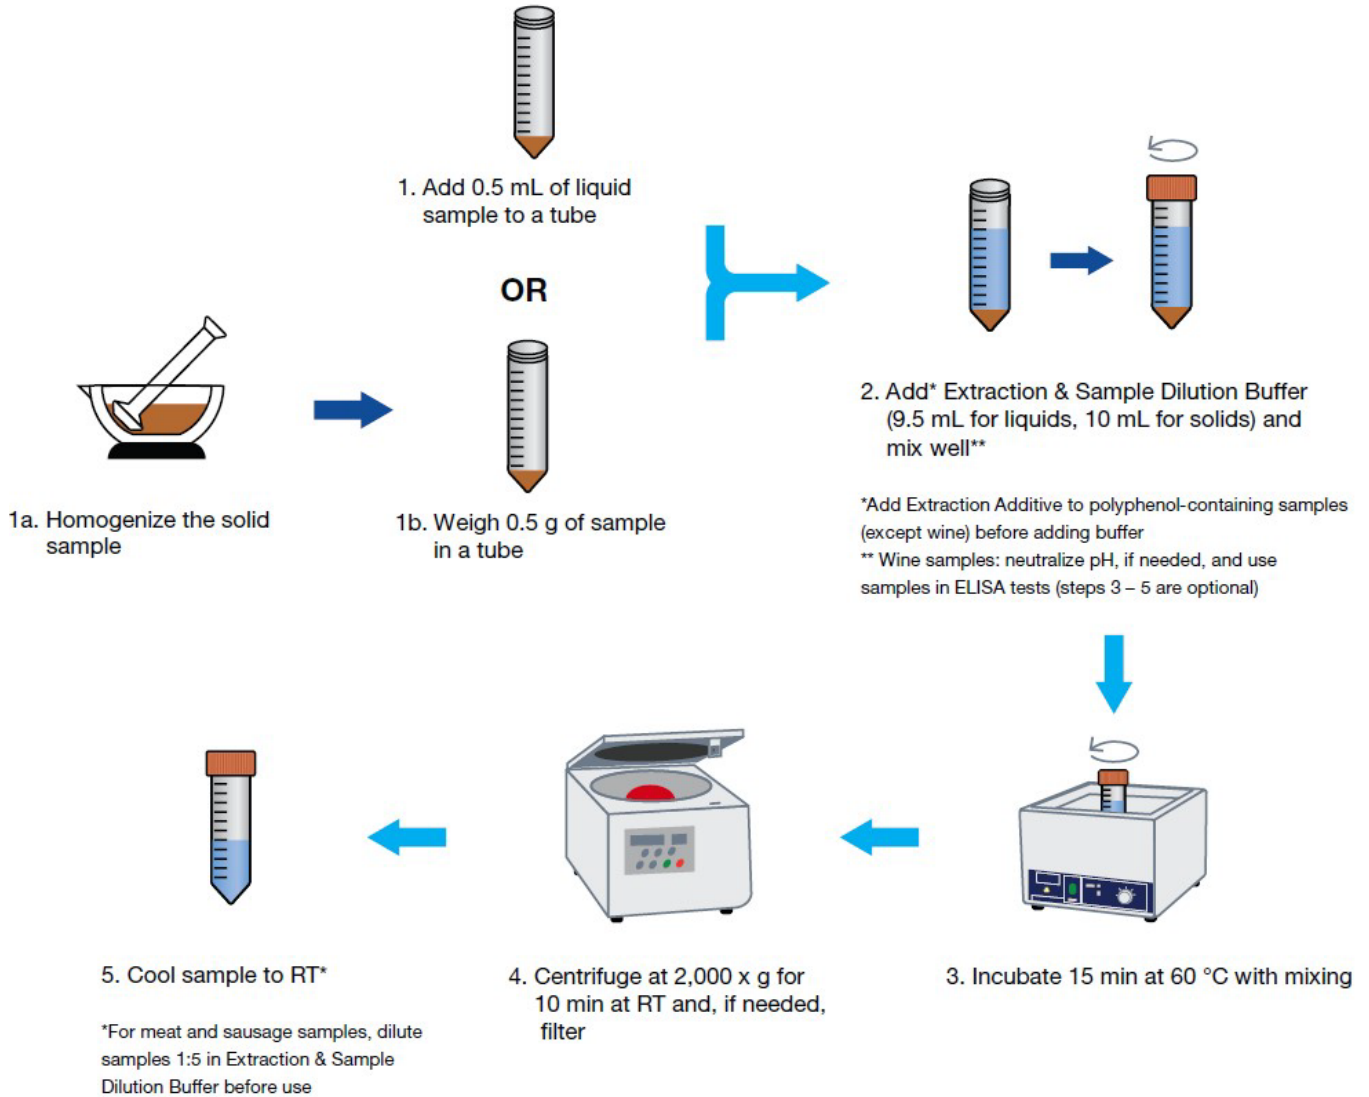 1. Add 0.5 mL of liquid
sample to a tube
OR
1a. Homogenize the solid
sample
1b. Weigh 0.5 g of sample
in a tube
2. Add* Extraction & Sample Dilution Buffer
(9.5 mL for liquids, 10 mL for solids) and
mix well**
*Add Extraction Additive to polyphenol-containing samples
(except wine) before adding buffer
** Wine samples: neutralize pH, if needed, and use
samples in ELISA tests (steps 3 – 5 are optional)
3. Incubate 15 min at 60 °C with mixing
4. Centrifuge at 2,000 x g for
10 min at RT and, if needed,
filter
5. Cool sample to RT*
*For meat and sausage samples, dilute
samples 1:5 in Extraction & Sample
Dilution Buffer before use